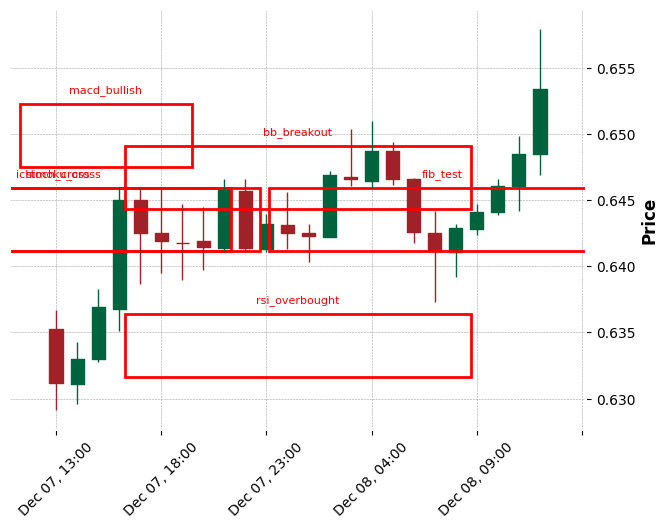 macd_bullish
bb_breakout
fib_test
rsi_overbought
0.655
0.650
0.645
0.640
0.635
0.630
Price
Dec 07, 13:00
Dec 07, 18:00
Dec 07, 23:00
Dec 08, 04:00
Dec 08, 09:00